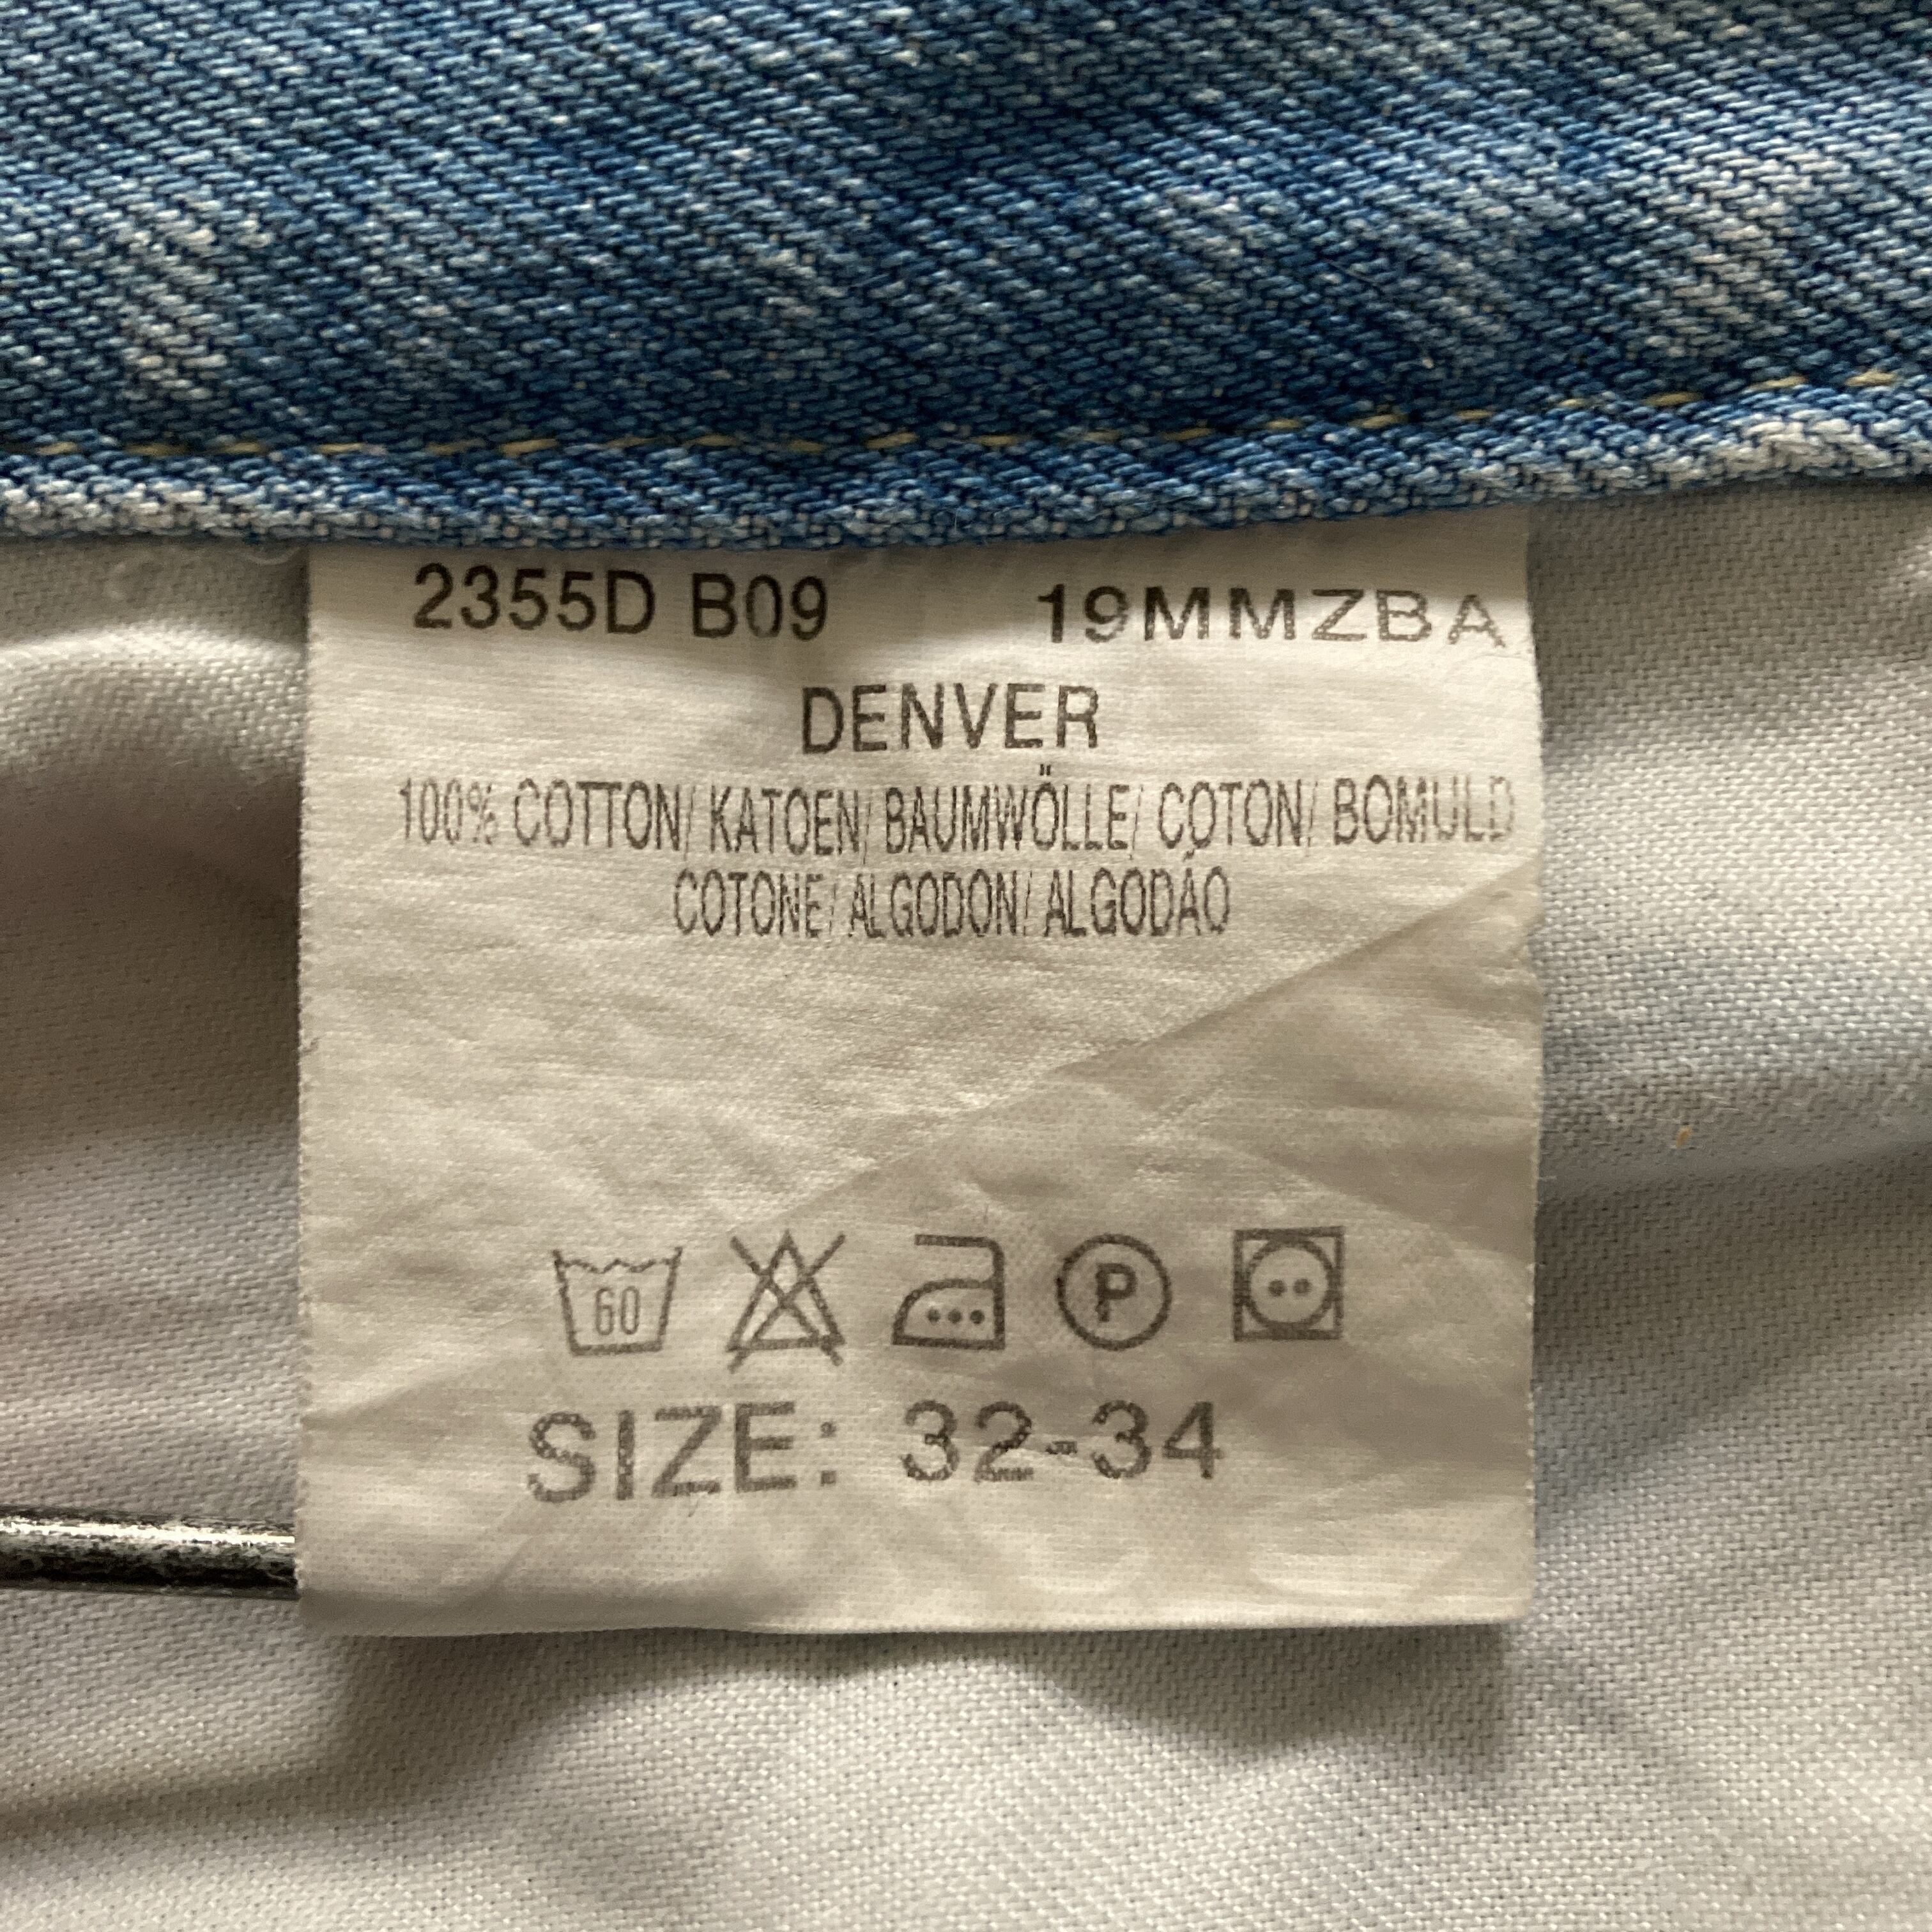 2355D B09 19MMZBA
DENVER
100% COTTON/ KATOEN/ BAUMWÖLLE/ COTON/ BOMULD
COTONE/ ALGODON/ ALGODÃO
60 P
SIZE: 32-34